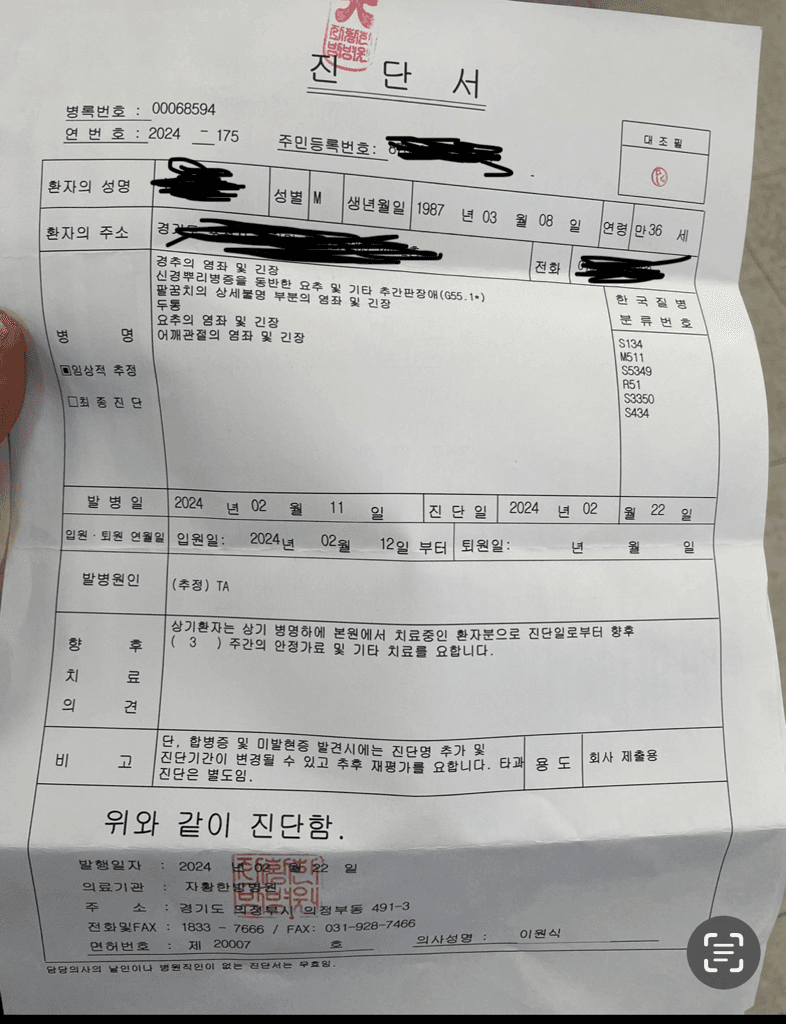 진 단 서
병록번호 : 00068594
연 번 호 : 2024 - 175
주민등록번호:
대 조 필
환자의 성명
성별 M 생년월일 1987 년 03 월 08 일 연령 만36 세
환자의 주소 경기도
전화
병 명
■임상적 추정
□최 종 진 단
경추의 염좌 및 긴장
신경뿌리병증을 동반한 요추 및 기타 추간판장애(G55.1*)
팔꿈치의 상세불명 부분의 염좌 및 긴장
두통
요추의 염좌 및 긴장
어깨관절의 염좌 및 긴장
한 국 질 병
분 류 번 호
S134
M511
S5349
R51
S3350
S434
발 병 일 2024 년 02 월 11 일 진 단 일 2024 년 02 월 22 일
입원·퇴원 연월일 입원일: 2024년 02월 12일 부터 퇴원일: 년 월 일
발병원인 (추정) TA
향 후
치 료
의 견
상기환자는 상기 병명하에 본원에서 치료중인 환자분으로 진단일로부터 향후
( 3 ) 주간의 안정가료 및 기타 치료를 요합니다.
비 고
단, 합병증 및 미발현증 발견시에는 진단명 추가 및
진단기간이 변경될 수 있고 추후 재평가를 요합니다. 타과
진단은 별도임.
용 도 회사 제출용
위와 같이 진단함.
발행일자 : 2024 년 02 월 22 일
의료기관 : 자황한방병원
주 소 : 경기도 의정부시 의정부동 491-3
전화및FAX : 1833 - 7666 / FAX: 031-928-7466
면허번호 : 제 20007 호 의사성명 : 이원식
담당의사의 날인이나 병원직인이 없는 진단서는 무효임.